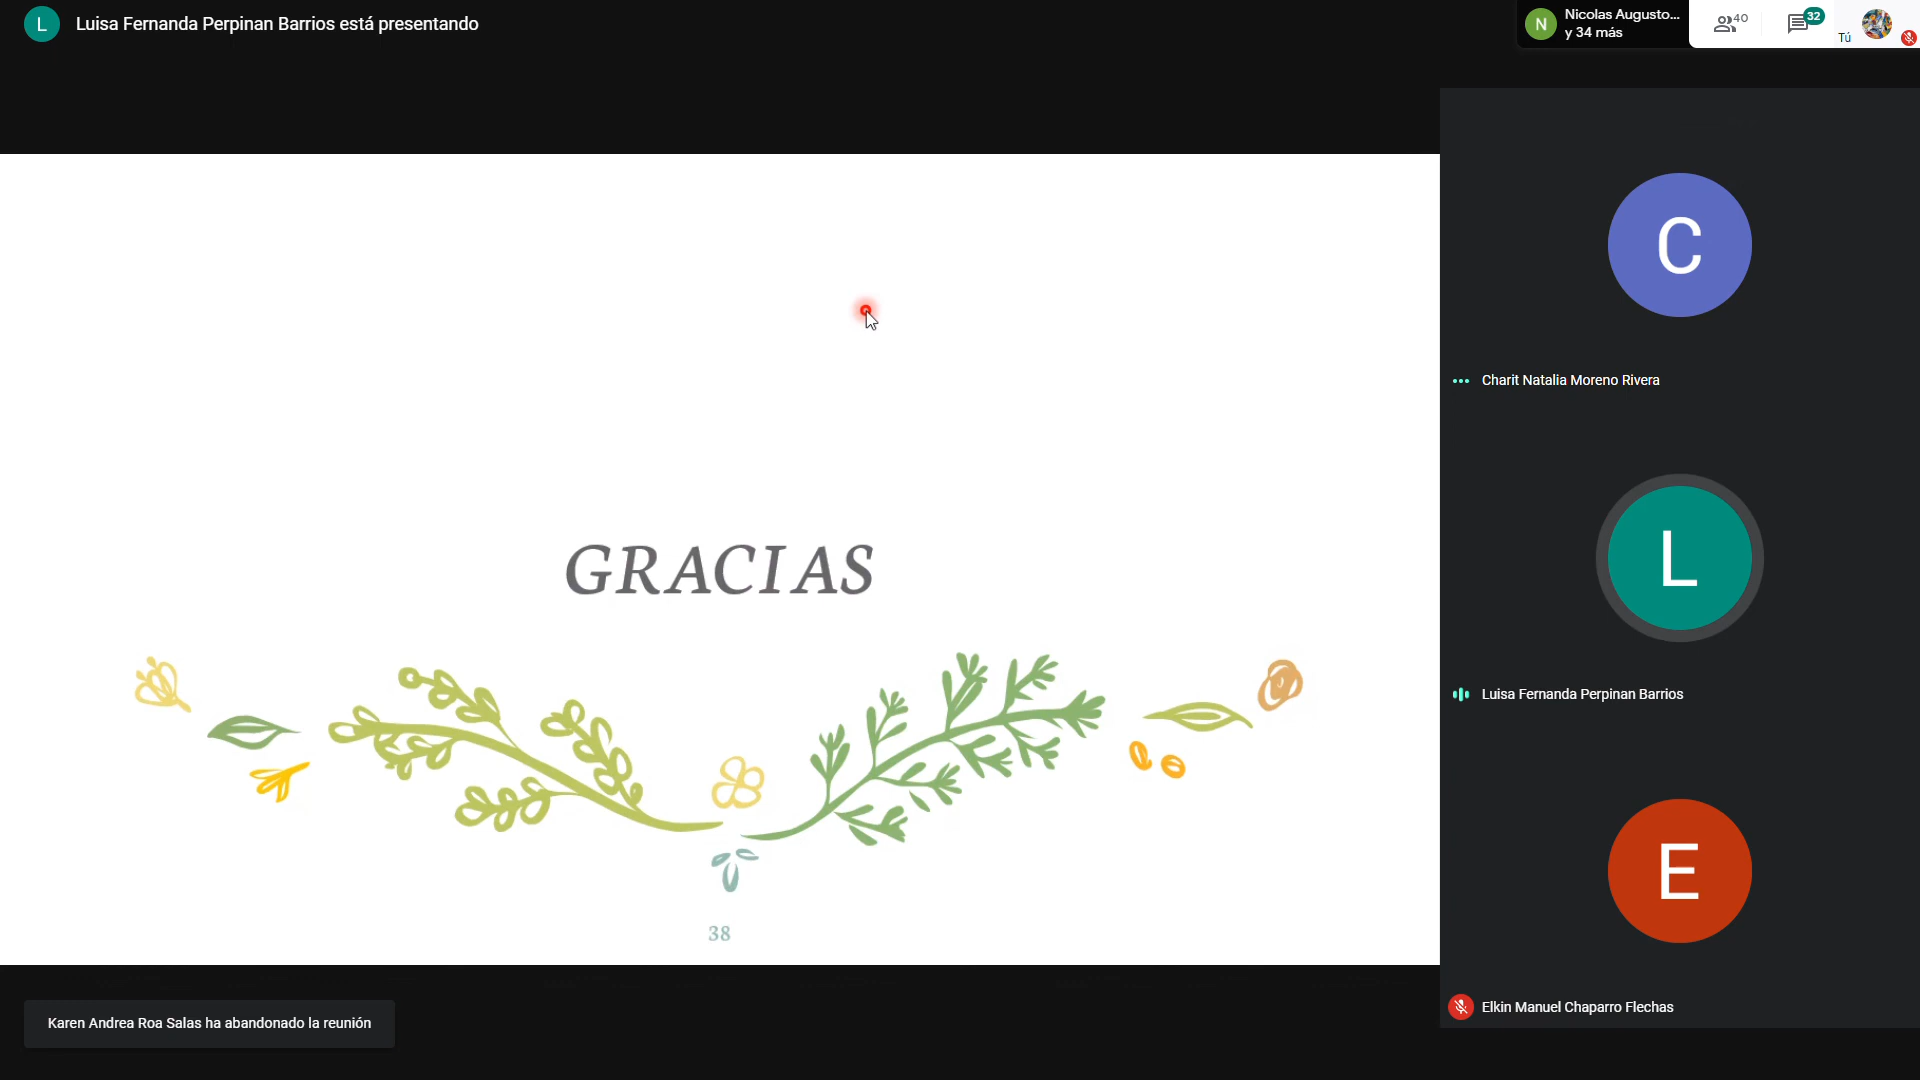 L
Luisa Fernanda Perpinan Barrios está presentando
N
Nicolas Augusto...
y 34 más
40
32
Tú
C
Charit Natalia Moreno Rivera
GRACIAS
L
Luisa Fernanda Perpinan Barrios
E
38
Elkin Manuel Chaparro Flechas
Karen Andrea Roa Salas ha abandonado la reunión